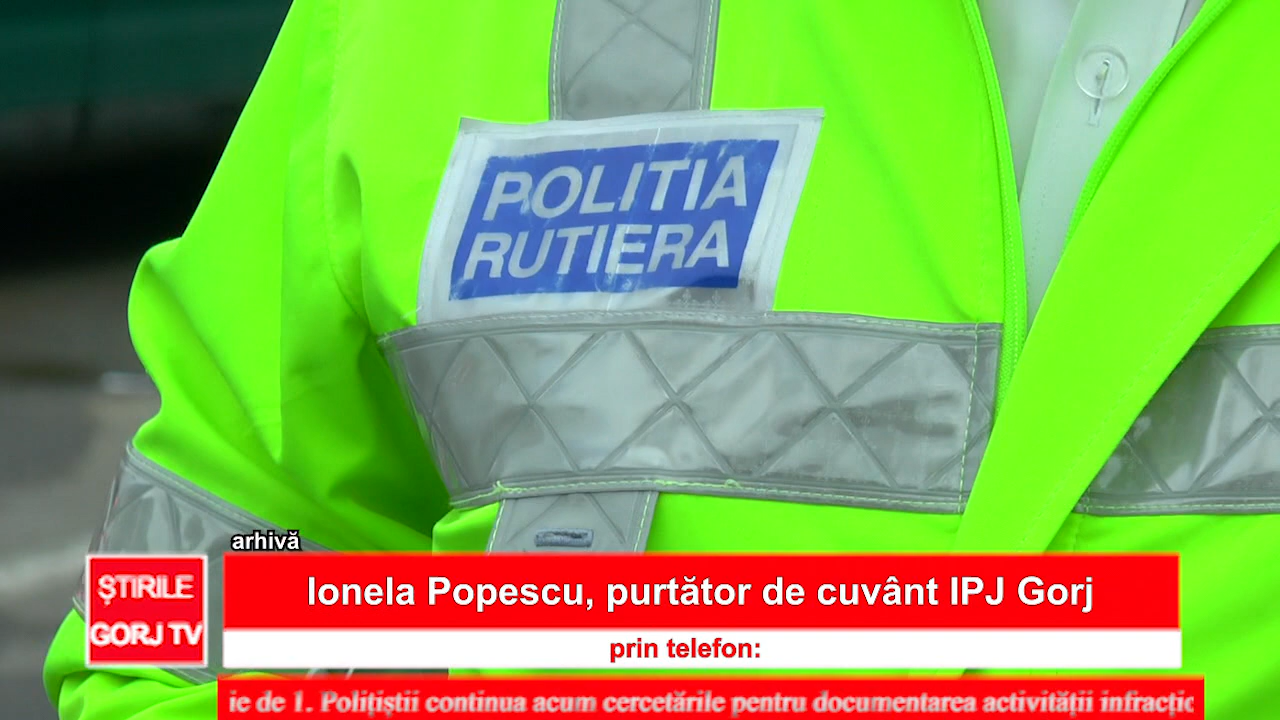 POLITIA
RUTIERA
arhivă
ȘTIRILE
GORJ TV
Ionela Popescu, purtător de cuvânt IPJ Gorj
prin telefon:
ie de 1. Polițiștii continua acum cercetările pentru documentarea activității infracțio